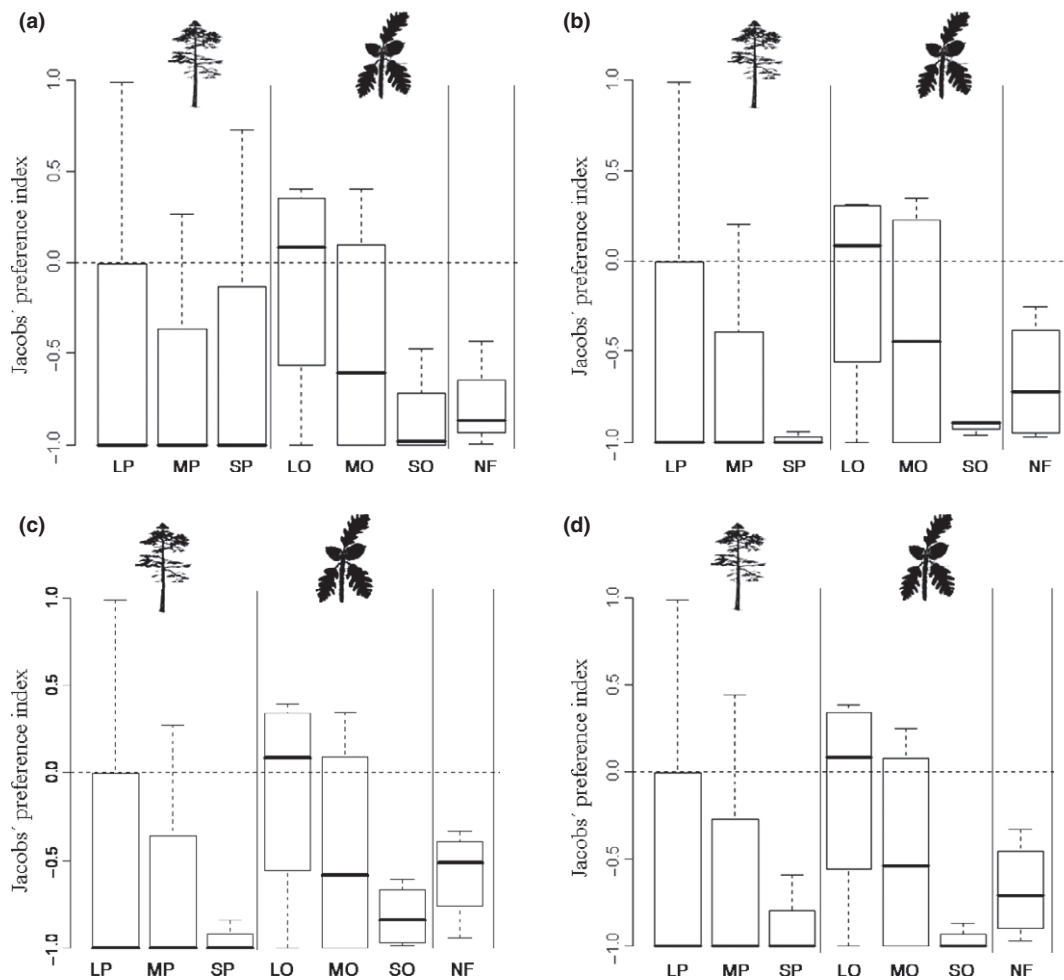 (a)
Jacobs´ preference index
1.0
0.5
0.0
−0.5
−1.0
LP MP SP LO MO SO NF
(b)
Jacobs´ preference index
1.0
0.5
0.0
−0.5
−1.0
LP MP SP LO MO SO NF
(c)
Jacobs´ preference index
1.0
0.5
0.0
−0.5
−1.0
LP MP SP LO MO SO NF
(d)
Jacobs´ preference index
1.0
0.5
0.0
−0.5
−1.0
LP MP SP LO MO SO NF